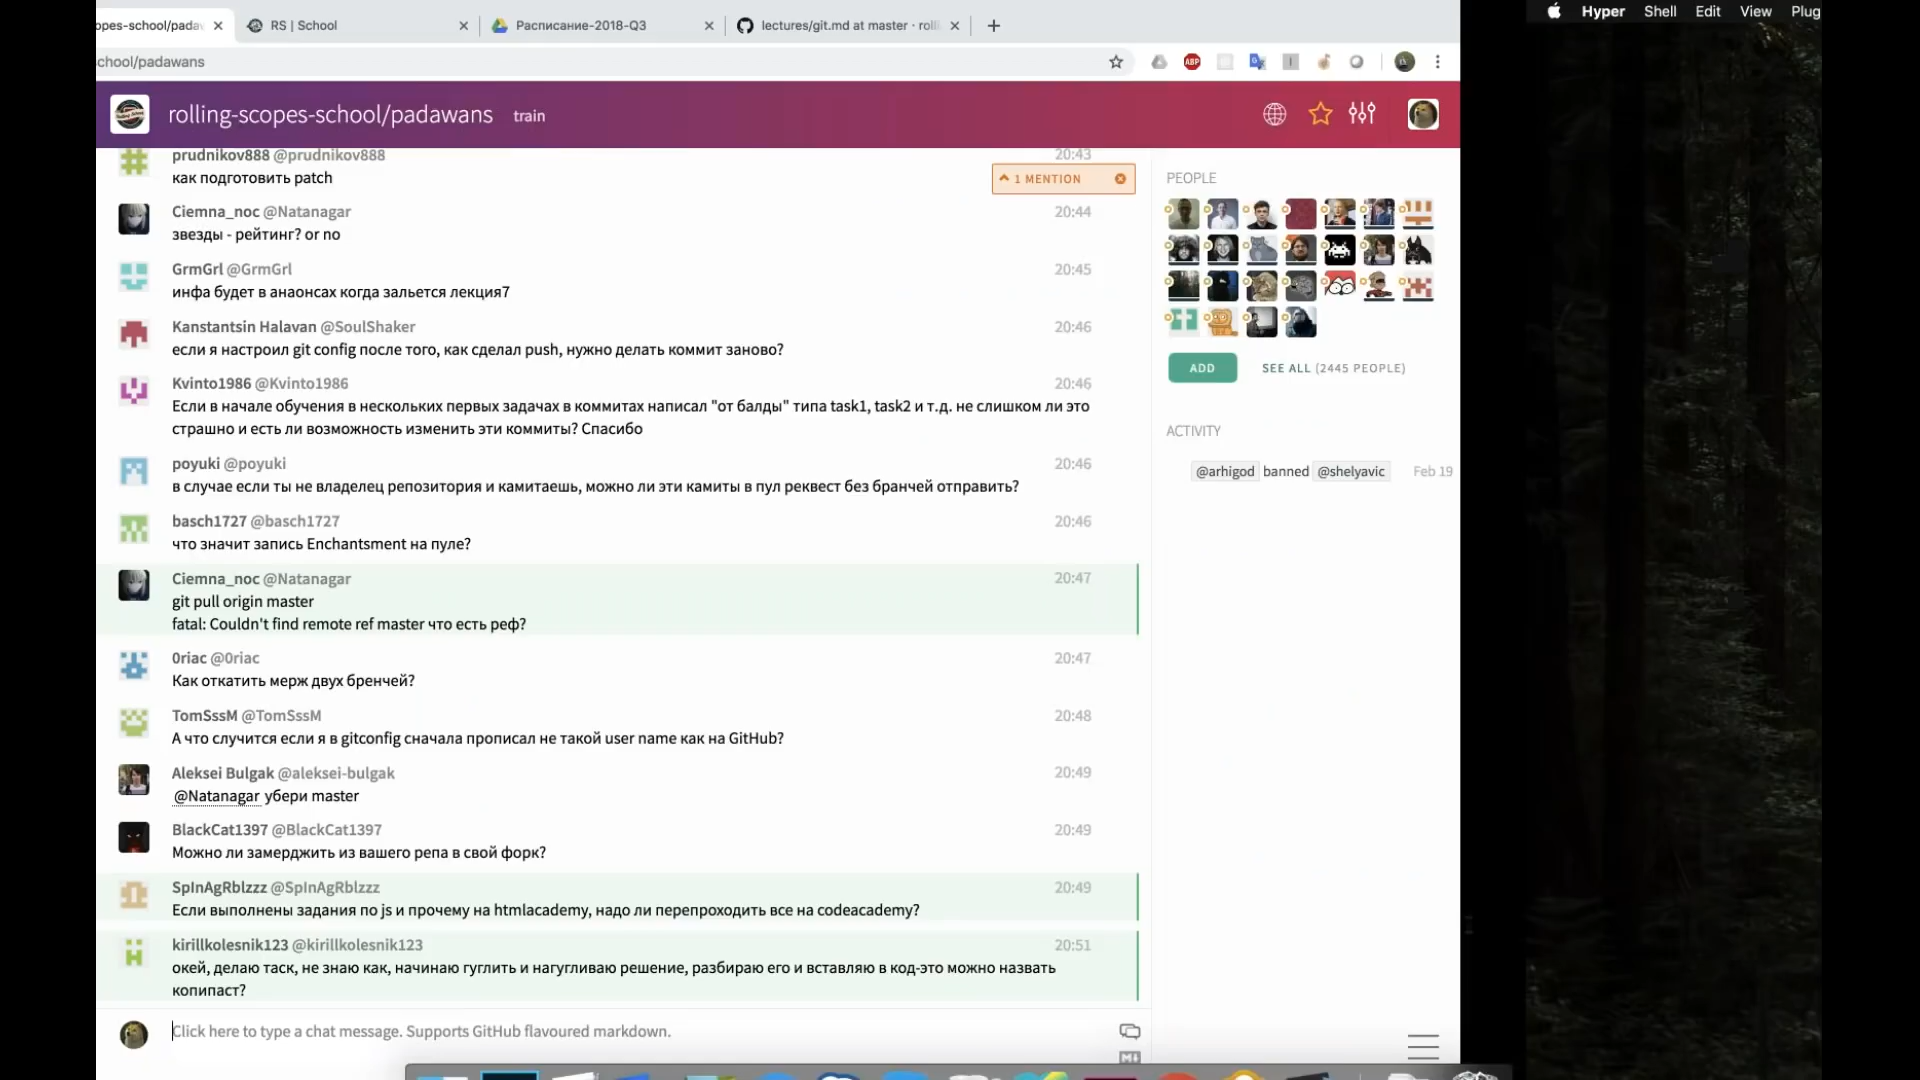 opes-school/pada
RS | School
Расписание-2018-Q3
lectures/git.md at master · roll
Hyper Shell Edit View Plug
chool/padawans
ABP
rolling-scopes-school/padawans train
prudnikov888 @prudnikov888 20:43
как подготовить patch
1 MENTION
Ciemna_noc @Natanagar 20:44
звезды - рейтинг? or no
GrmGrl @GrmGrl 20:45
инфа будет в анаонсах когда зальется лекция7
Kanstantsin Halavan @SoulShaker 20:46
если я настроил git config после того, как сделал push, нужно делать коммит заново?
Kvinto1986 @Kvinto1986 20:46
Если в начале обучения в нескольких первых задачах в коммитах написал "от балды" типа task1, task2 и т.д. не слишком ли это
страшно и есть ли возможность изменить эти коммиты? Спасибо
poyuki @poyuki 20:46
в случае если ты не владелец репозитория и камитаешь, можно ли эти камиты в пул реквест без бранчей отправить?
basch1727 @basch1727 20:46
что значит запись Enchantsment на пуле?
Ciemna_noc @Natanagar 20:47
git pull origin master
fatal: Couldn't find remote ref master что есть реф?
0riac @0riac 20:47
Как откатить мерж двух бренчей?
TomSssM @TomSssM 20:48
А что случится если я в gitconfig сначала прописал не такой user name как на GitHub?
Aleksei Bulgak @aleksei-bulgak 20:49
@Natanagar убери master
BlackCat1397 @BlackCat1397 20:49
Можно ли замерджить из вашего репа в свой форк?
SpInAgRblzzz @SpInAgRblzzz 20:49
Если выполнены задания по js и прочему на htmlacademy, надо ли перепроходить все на codeacademy?
kirillkolesnik123 @kirillkolesnik123 20:51
окей, делаю таск, не знаю как, начинаю гуглить и нагугливаю решение, разбираю его и вставляю в код-это можно назвать
копипаст?
Click here to type a chat message. Supports GitHub flavoured markdown.
PEOPLE
ADD
SEE ALL (2445 PEOPLE)
ACTIVITY
@arhigod banned @shelyavic Feb 19